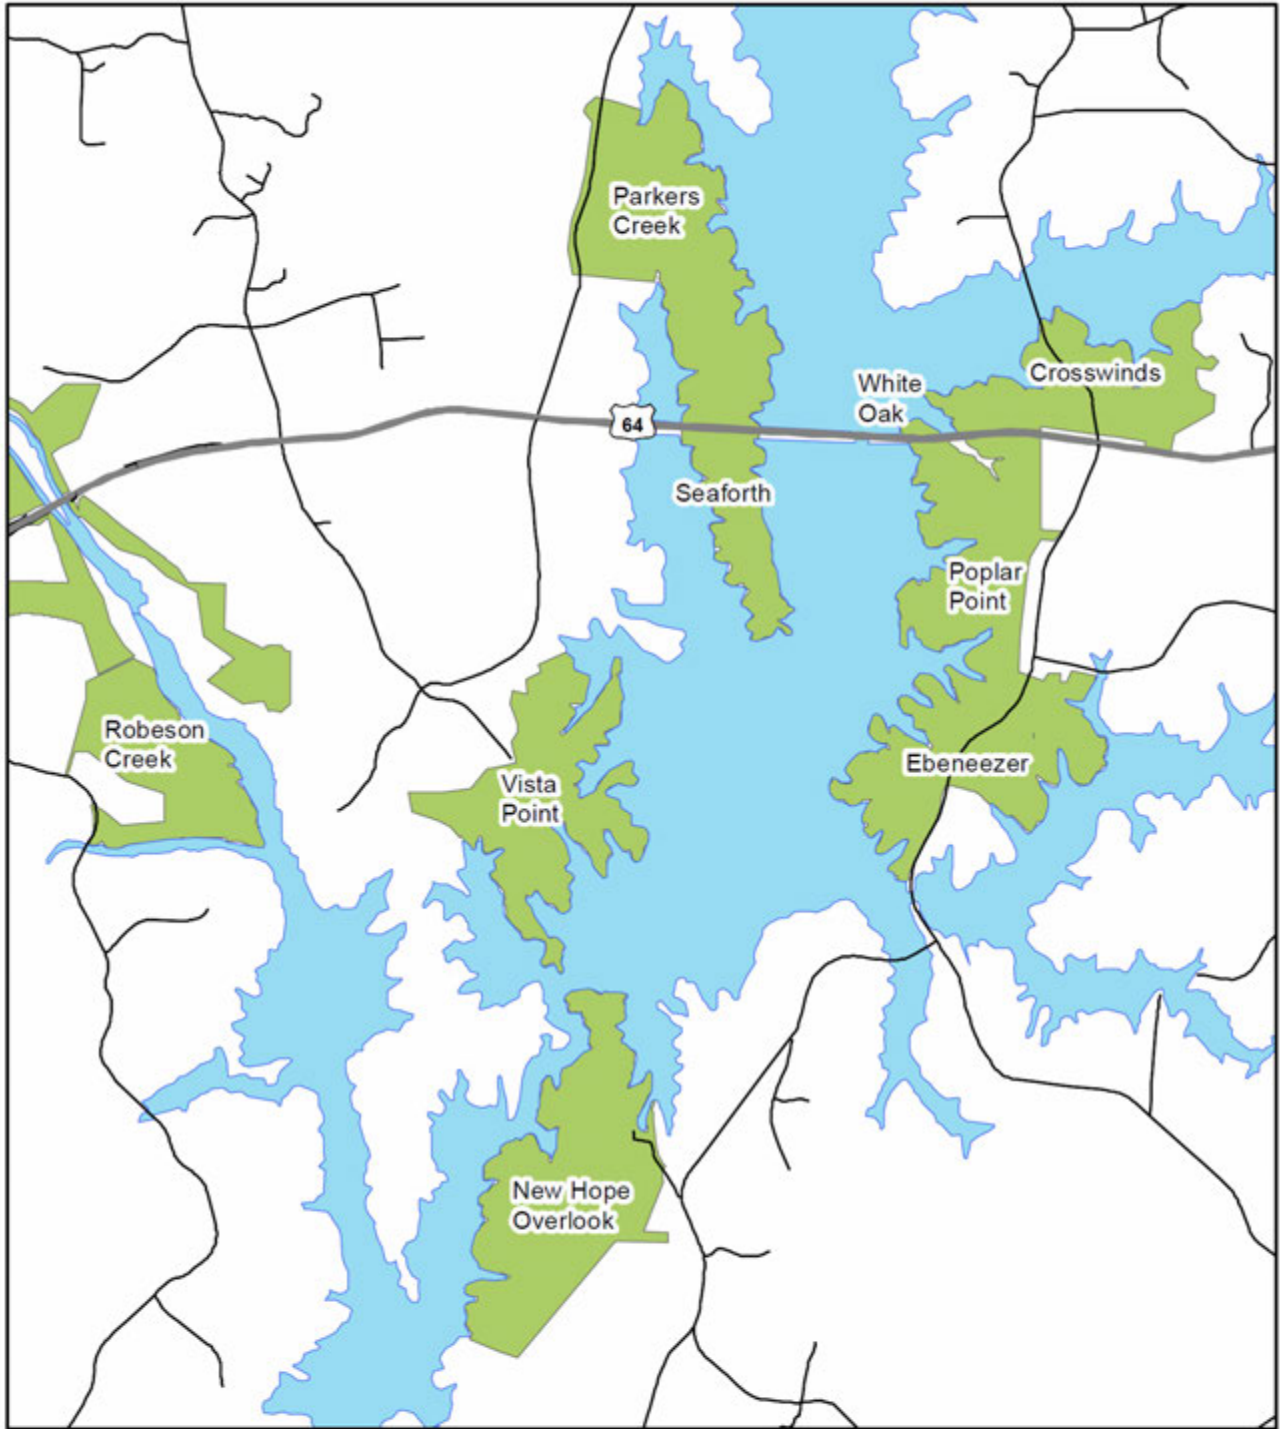 Parkers
Creek
White
Oak
Crosswinds
64
Seaforth
Poplar
Point
Robeson
Creek
Ebeneezer
Vista
Point
New Hope
Overlook